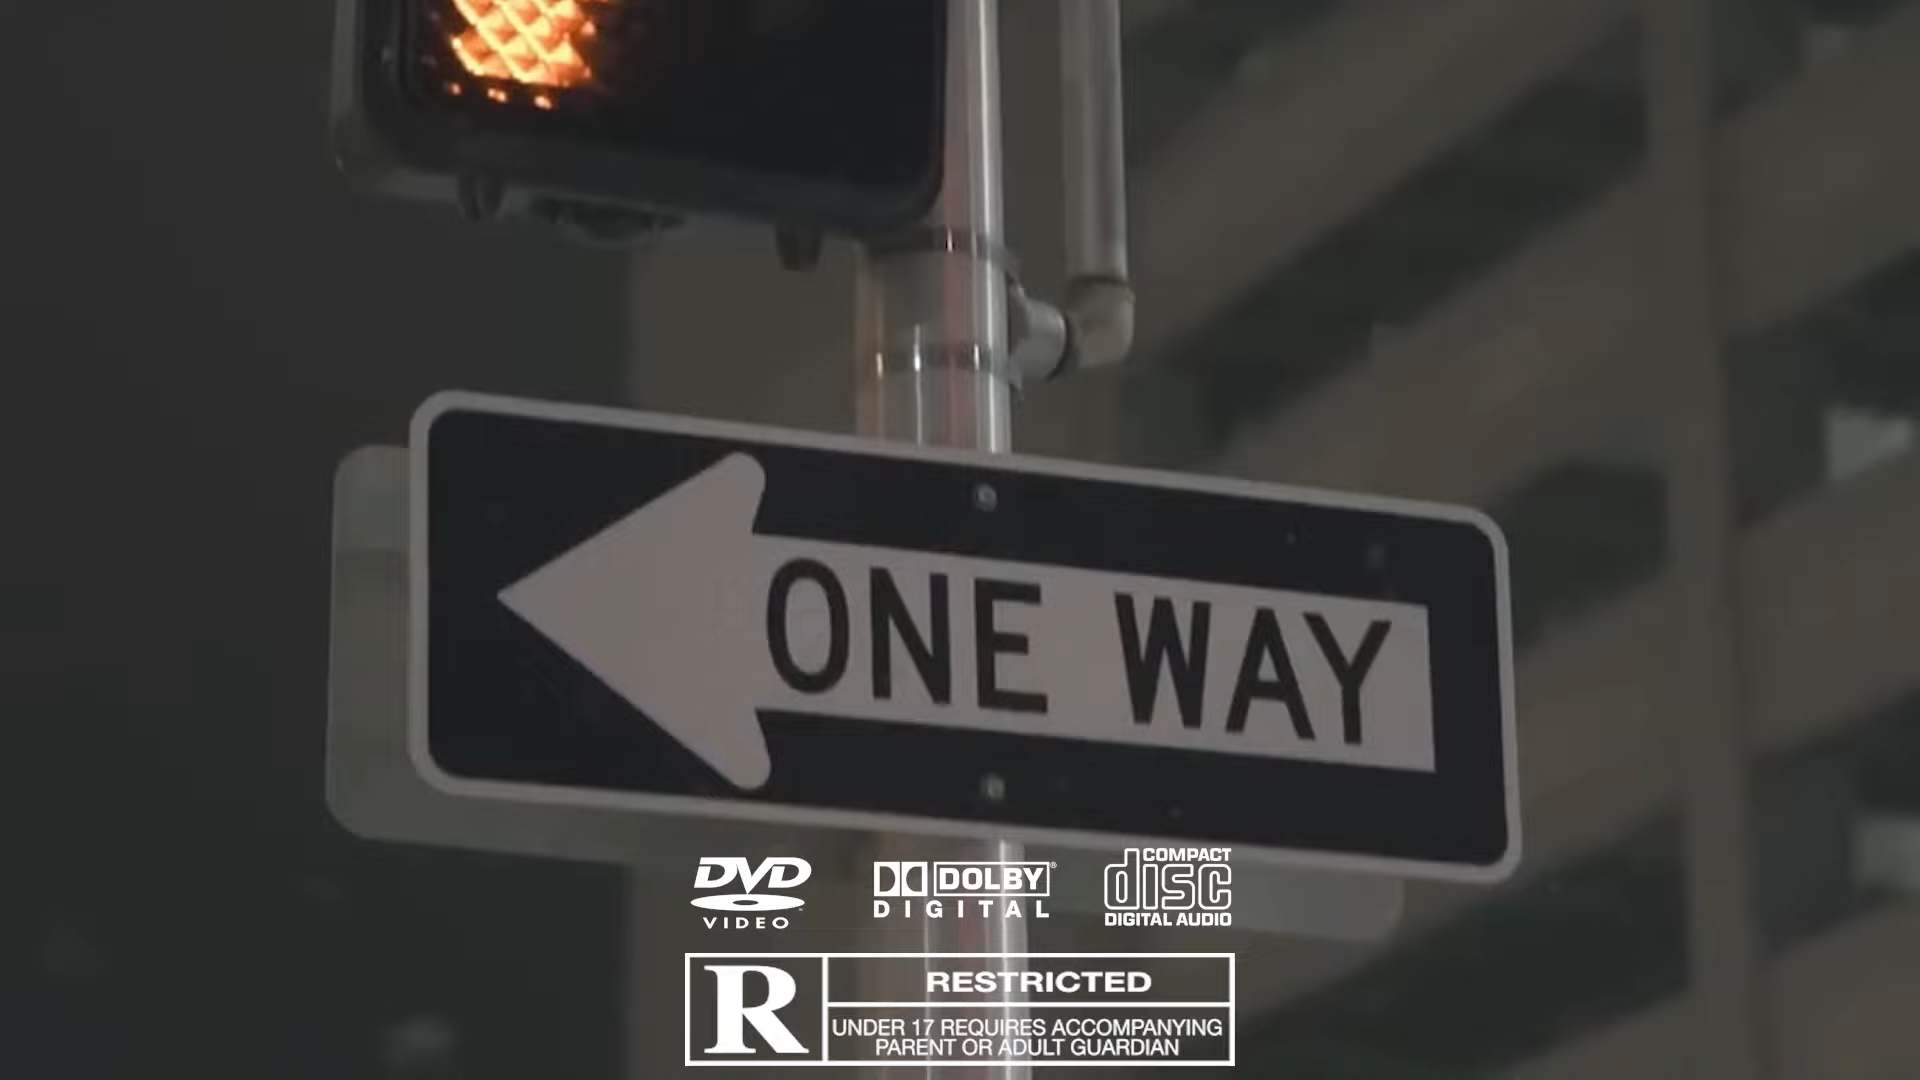 ONE WAY
DVD
VIDEO
DOLBY®
DIGITAL
COMPACT
disc
DIGITAL AUDIO
R
RESTRICTED
UNDER 17 REQUIRES ACCOMPANYING
PARENT OR ADULT GUARDIAN